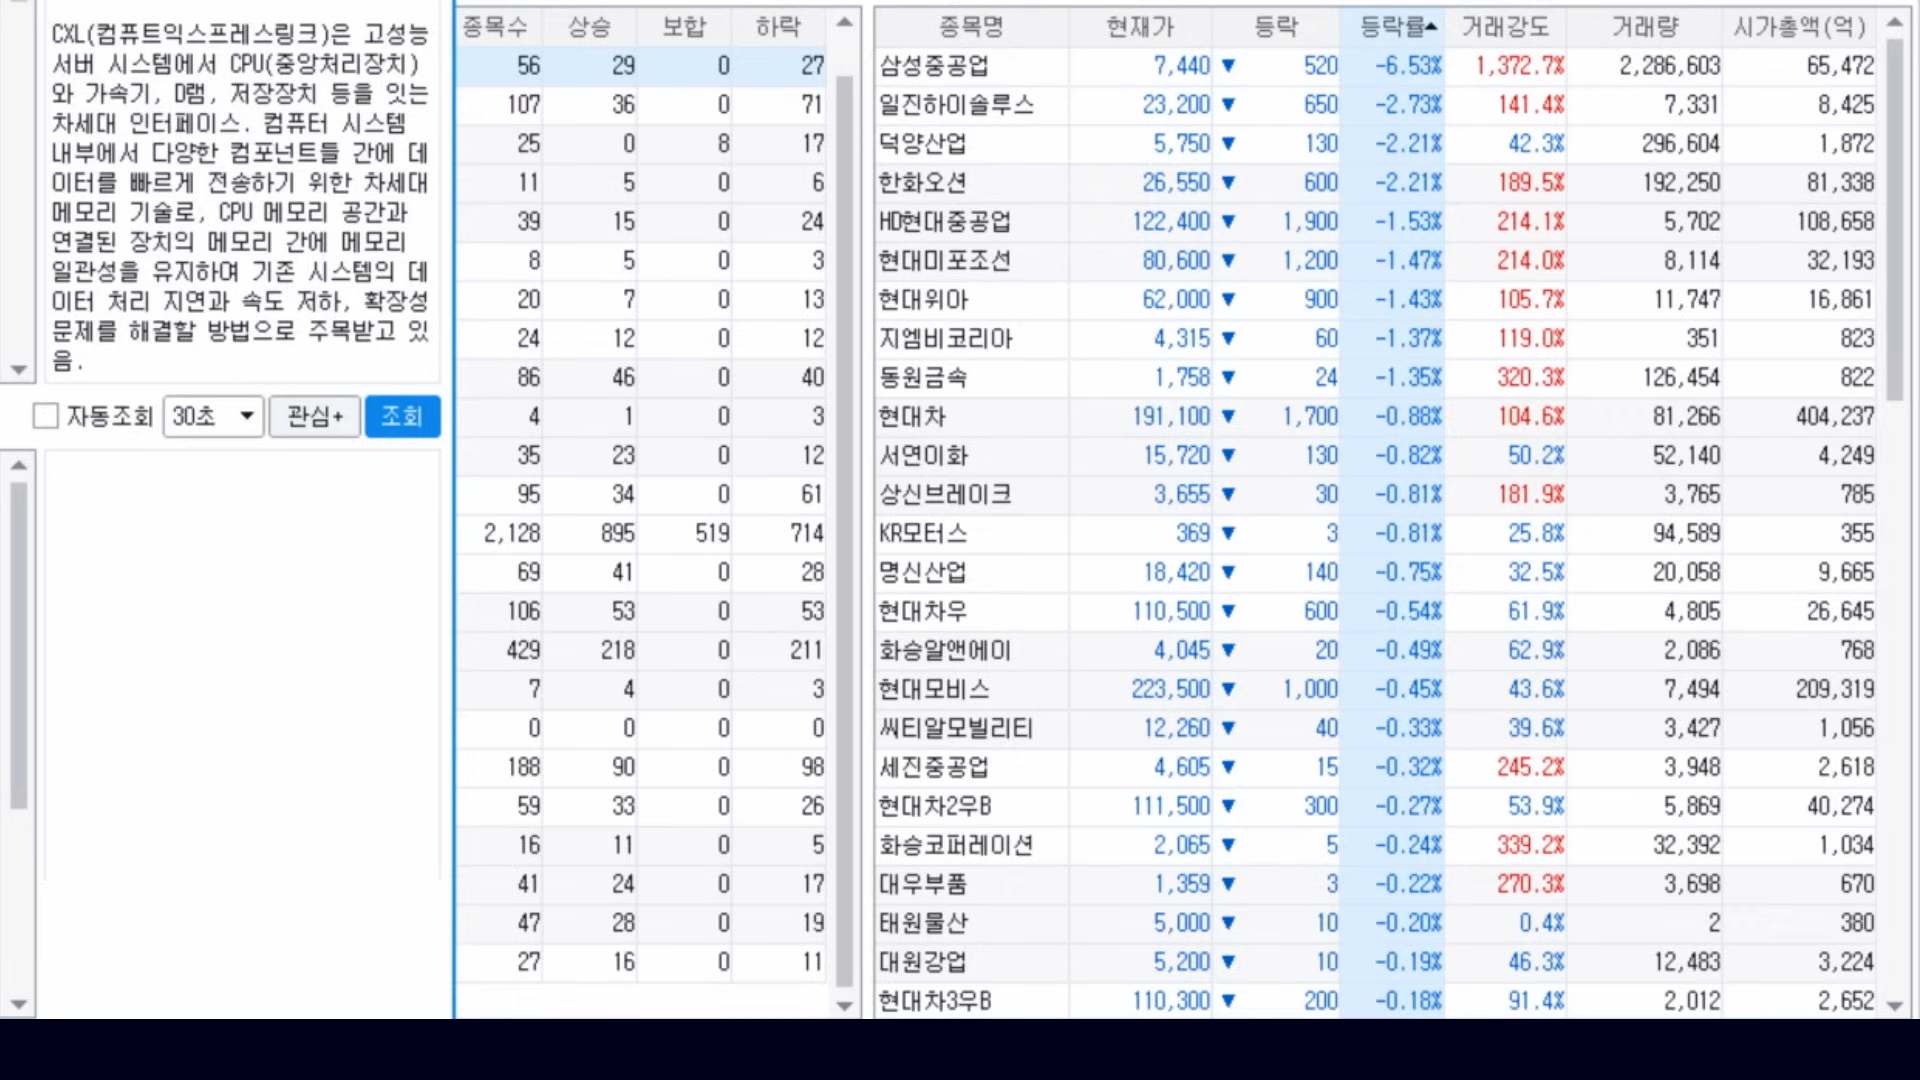 CXL(컴퓨트익스프레스링크)은 고성능
서버 시스템에서 CPU(중앙처리장치)
와 가속기, D램, 저장장치 등을 잇는
차세대 인터페이스. 컴퓨터 시스템
내부에서 다양한 컴포넌트들 간에 데
이터를 빠르게 전송하기 위한 차세대
메모리 기술로, CPU 메모리 공간과
연결된 장치의 메모리 간에 메모리
일관성을 유지하며 기존 시스템의 데
이터 처리 지연과 속도 저하, 확장성
문제를 해결할 방법으로 주목받고 있
음.
자동조회 30초 관심+ 조회
종목수 상승 보합 하락
56 29 0 27
107 36 0 71
25 0 8 17
11 5 0 6
39 15 0 24
8 5 0 3
20 7 0 13
24 12 0 12
86 46 0 40
4 1 0 3
35 23 0 12
95 34 0 61
2,128 895 519 714
69 41 0 28
106 53 0 53
429 218 0 211
7 4 0 3
0 0 0 0
188 90 0 98
59 33 0 26
16 11 0 5
41 24 0 17
47 28 0 19
27 16 0 11
종목명 현재가 등락 등락률▲ 거래강도 거래량 시가총액(억)
삼성중공업 7,440 ▼ 520 -6.53% 1,372.7% 2,286,603 65,472
일진하이솔루스 23,200 ▼ 650 -2.73% 141.4% 7,331 8,425
덕양산업 5,750 ▼ 130 -2.21% 42.3% 296,604 1,872
한화오션 26,550 ▼ 600 -2.21% 189.5% 192,250 81,338
HD현대중공업 122,400 ▼ 1,900 -1.53% 214.1% 5,702 108,658
현대미포조선 80,600 ▼ 1,200 -1.47% 214.0% 8,114 32,193
현대위아 62,000 ▼ 900 -1.43% 105.7% 11,747 16,861
지엠비코리아 4,315 ▼ 60 -1.37% 119.0% 351 823
동원금속 1,758 ▼ 24 -1.35% 320.3% 126,454 822
현대차 191,100 ▼ 1,700 -0.88% 104.6% 81,266 404,237
서연이화 15,720 ▼ 130 -0.82% 50.2% 52,140 4,249
상신브레이크 3,655 ▼ 30 -0.81% 181.9% 3,765 785
KR모터스 369 ▼ 3 -0.81% 25.8% 94,589 355
명신산업 18,420 ▼ 140 -0.75% 32.5% 20,058 9,665
현대차우 110,500 ▼ 600 -0.54% 61.9% 4,805 26,645
화승알앤에이 4,045 ▼ 20 -0.49% 62.9% 2,086 768
현대모비스 223,500 ▼ 1,000 -0.45% 43.6% 7,494 209,319
씨티알모빌리티 12,260 ▼ 40 -0.33% 39.6% 3,427 1,056
세진중공업 4,605 ▼ 15 -0.32% 245.2% 3,948 2,618
현대차2우B 111,500 ▼ 300 -0.27% 53.9% 5,869 40,274
화승코퍼레이션 2,065 ▼ 5 -0.24% 339.2% 32,392 1,034
대우부품 1,359 ▼ 3 -0.22% 270.3% 3,698 670
태원물산 5,000 ▼ 10 -0.20% 0.4% 2 380
대원강업 5,200 ▼ 10 -0.19% 46.3% 12,483 3,224
현대차3우B 110,300 ▼ 200 -0.18% 91.4% 2,012 2,652